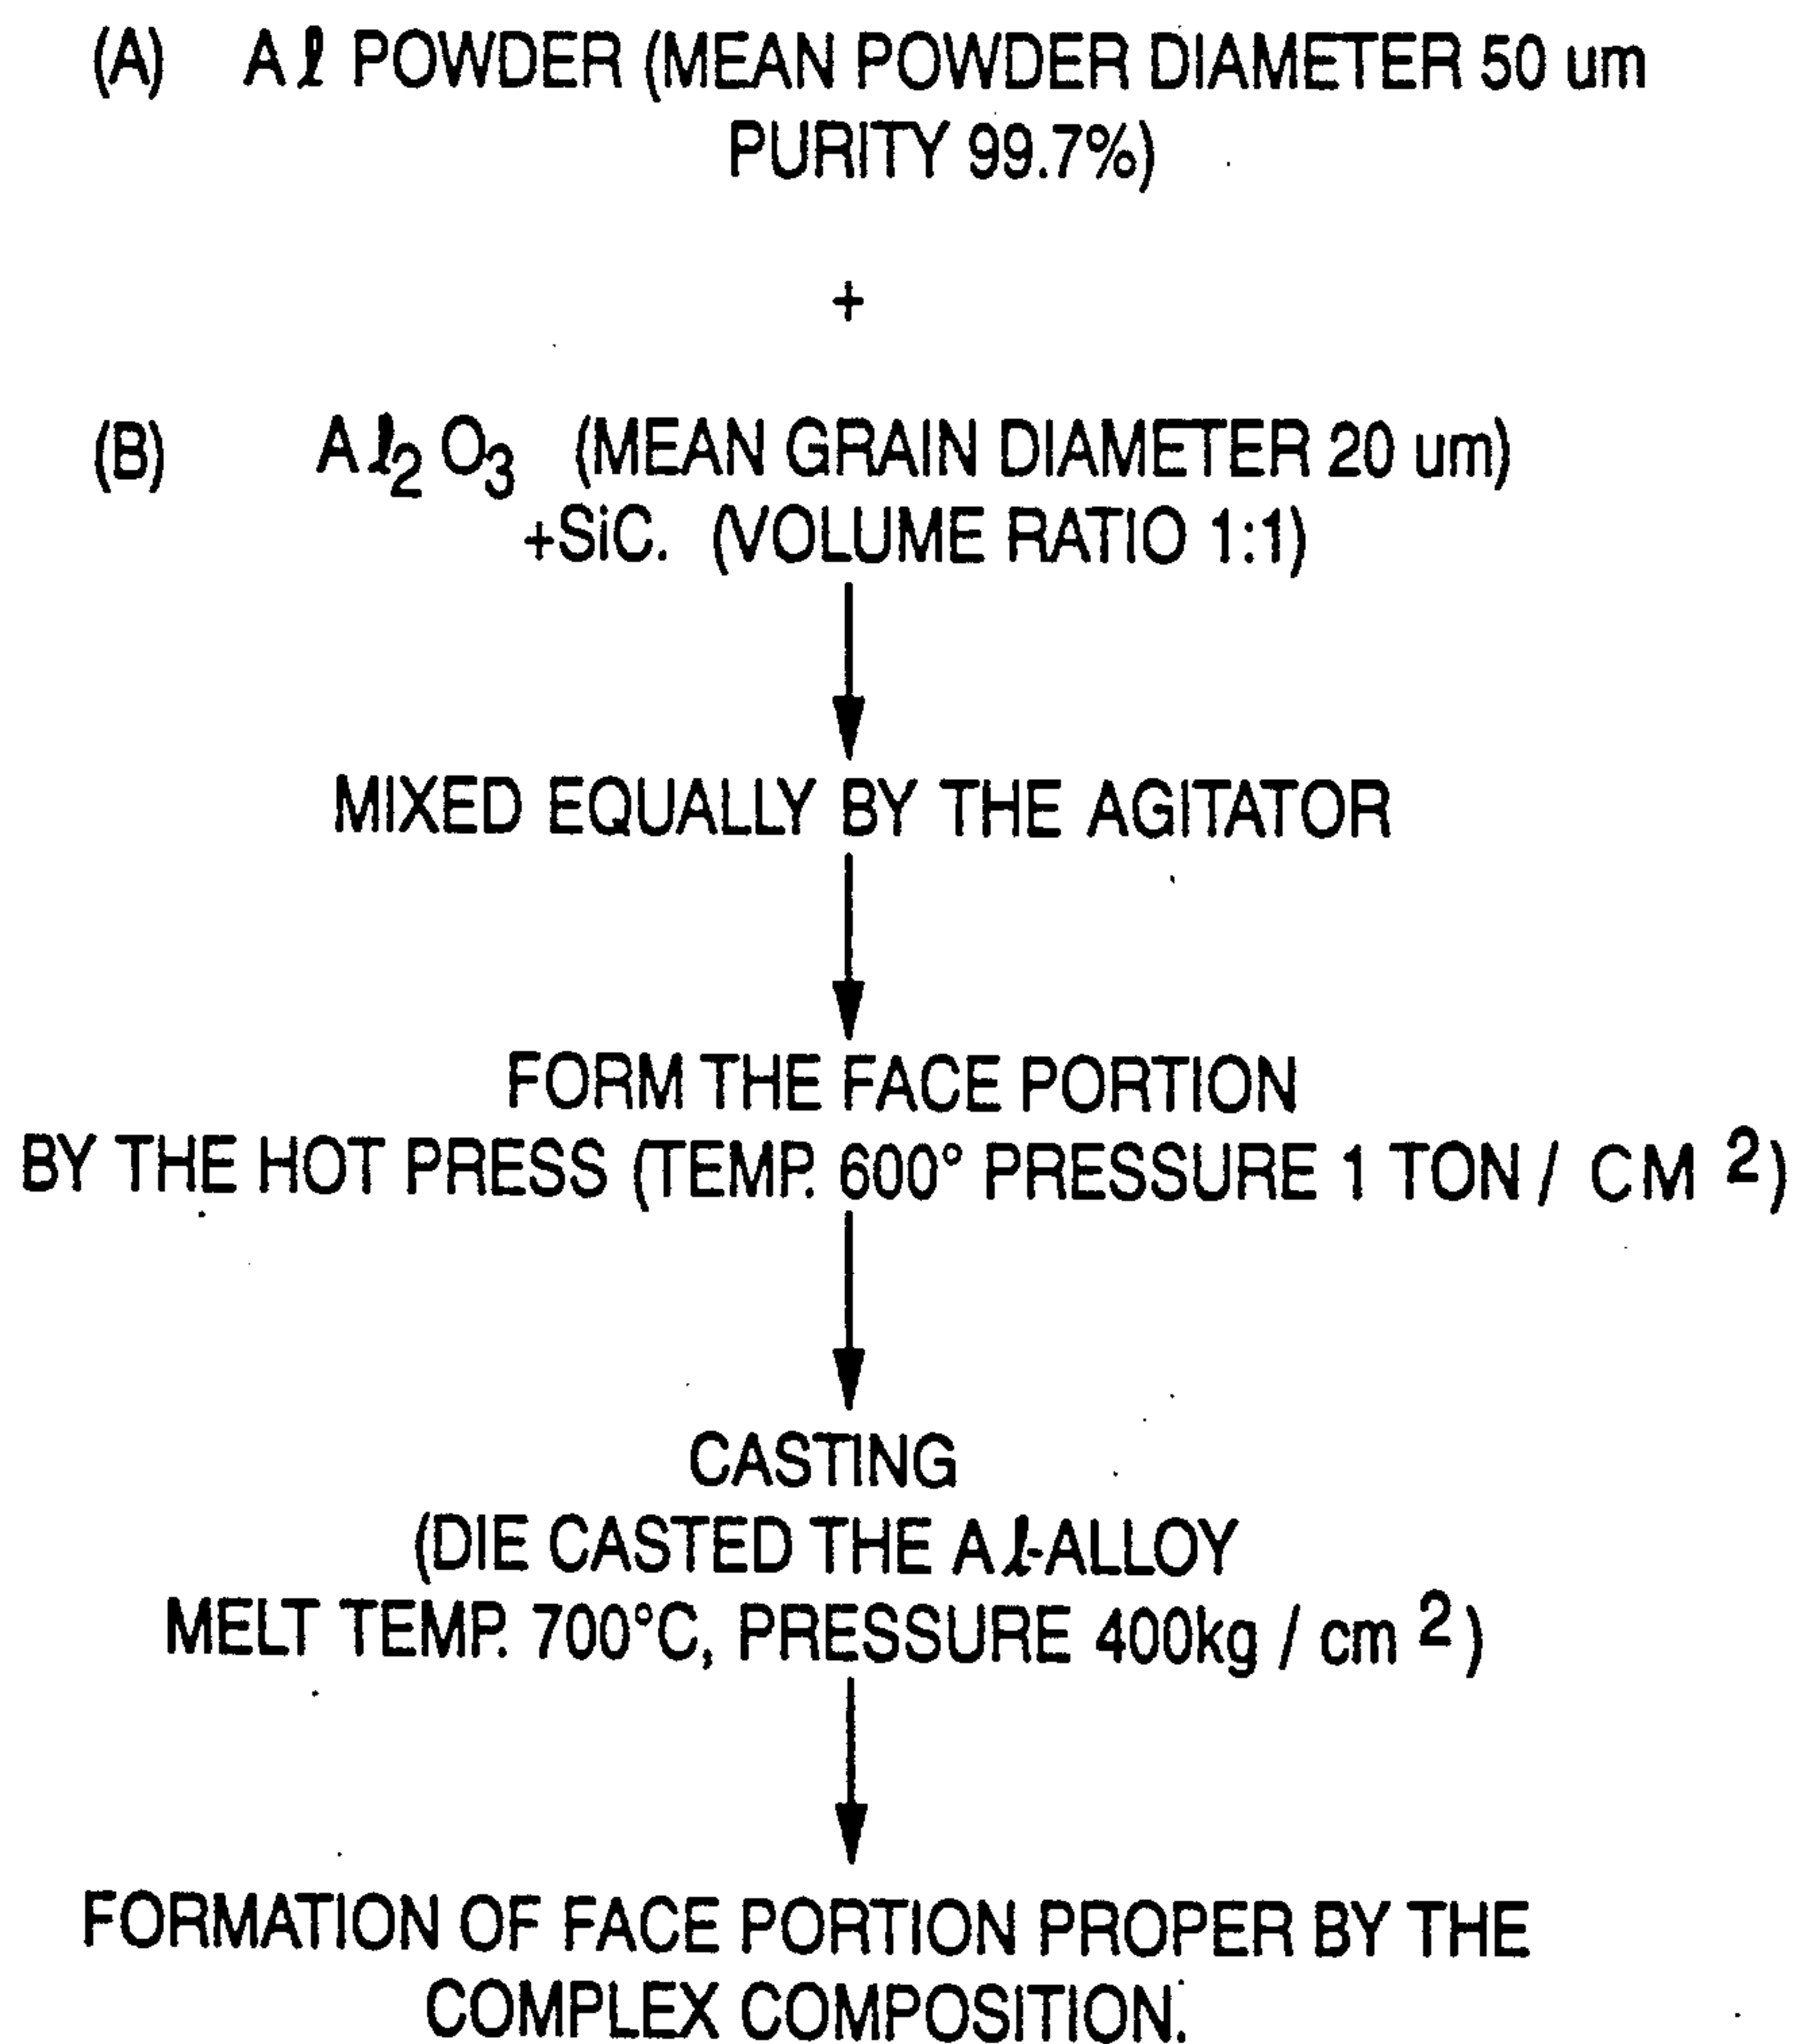 (A) Aℓ POWDER (MEAN POWDER DIAMETER 50 um
PURITY 99.7%)
+
(B) Aℓ₂ O₃ (MEAN GRAIN DIAMETER 20 um)
+SiC. (VOLUME RATIO 1:1)
MIXED EQUALLY BY THE AGITATOR
FORM THE FACE PORTION
BY THE HOT PRESS (TEMP. 600° PRESSURE 1 TON / CM ²)
CASTING
(DIE CASTED THE Aℓ-ALLOY
MELT TEMP. 700°C, PRESSURE 400kg / cm ²)
FORMATION OF FACE PORTION PROPER BY THE
COMPLEX COMPOSITION.